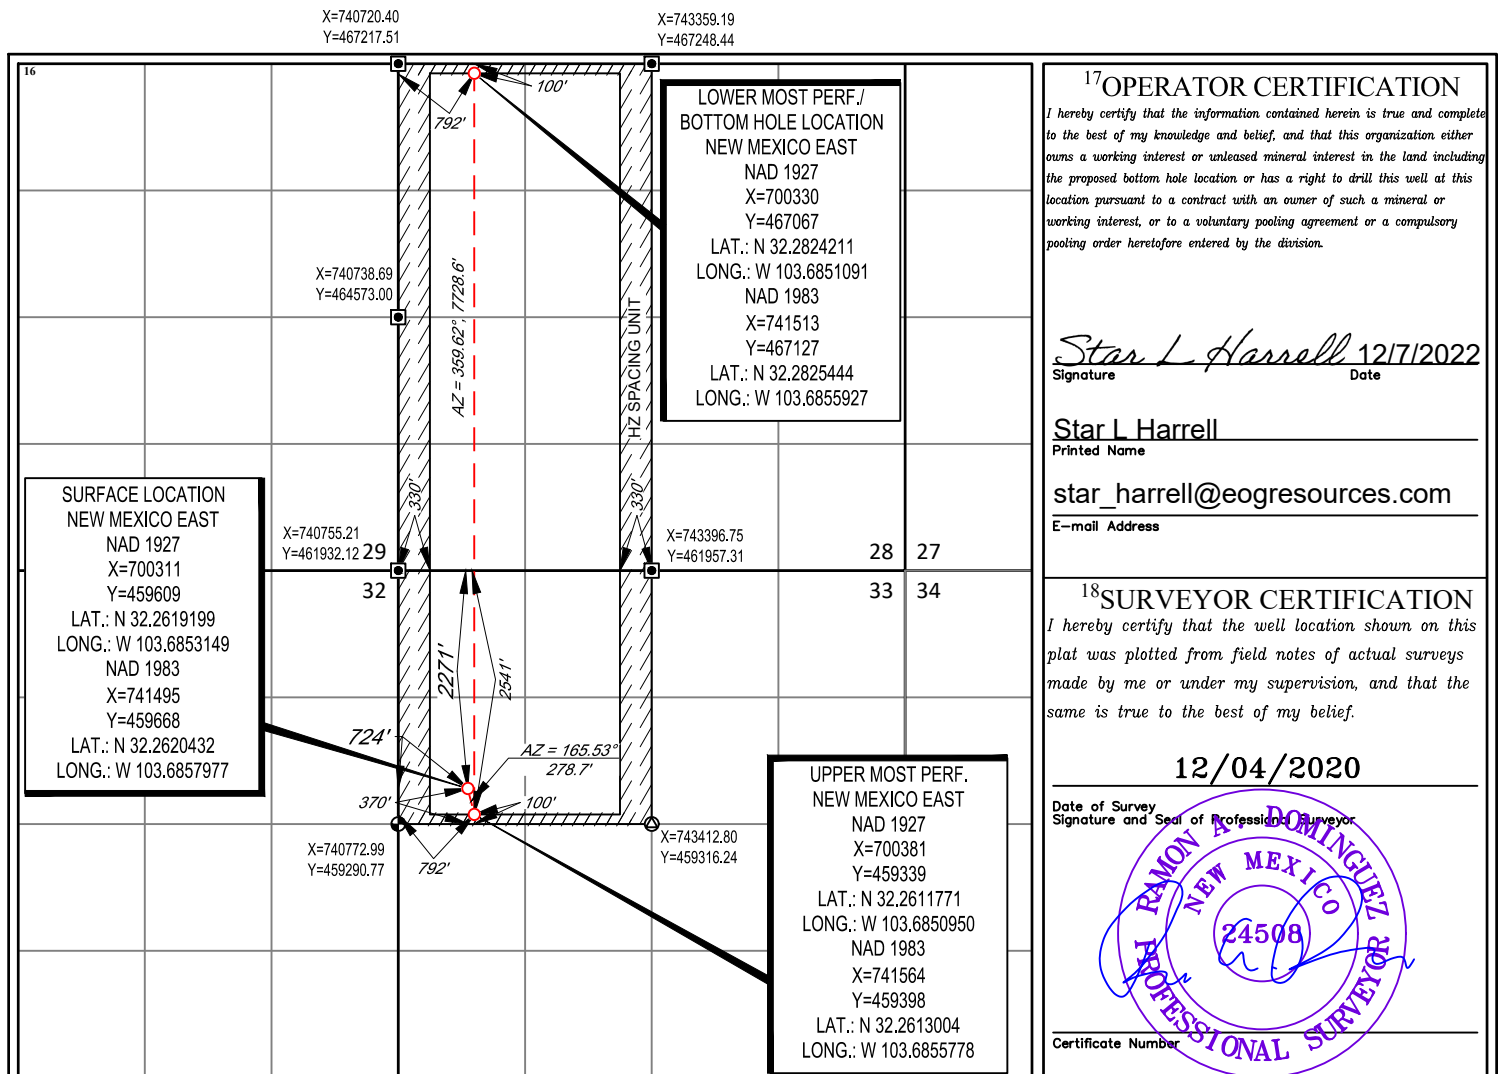 X=740720.40
Y=467217.51
X=743359.19
Y=467248.44
16
100'
792'
LOWER MOST PERF./
BOTTOM HOLE LOCATION
NEW MEXICO EAST
NAD 1927
X=700330
Y=467067
LAT.: N 32.2824211
LONG.: W 103.6851091
NAD 1983
X=741513
Y=467127
LAT.: N 32.2825444
LONG.: W 103.6855927
X=740738.69
Y=464573.00
AZ = 359.62°, 7728.6'
HZ SPACING UNIT
330'
330'
SURFACE LOCATION
NEW MEXICO EAST
NAD 1927
X=700311
Y=459609
LAT.: N 32.2619199
LONG.: W 103.6853149
NAD 1983
X=741495
Y=459668
LAT.: N 32.2620432
LONG.: W 103.6857977
X=740755.21
Y=461932.12
29
32
X=743396.75
Y=461957.31
28 27
33 34
2271'
2541'
724'
AZ = 165.53°
278.7'
370'
100'
792'
X=740772.99
Y=459290.77
X=743412.80
Y=459316.24
UPPER MOST PERF.
NEW MEXICO EAST
NAD 1927
X=700381
Y=459339
LAT.: N 32.2611771
LONG.: W 103.6850950
NAD 1983
X=741564
Y=459398
LAT.: N 32.2613004
LONG.: W 103.6855778
17OPERATOR CERTIFICATION
I hereby certify that the information contained herein is true and complete
to the best of my knowledge and belief, and that this organization either
owns a working interest or unleased mineral interest in the land including
the proposed bottom hole location or has a right to drill this well at this
location pursuant to a contract with an owner of such a mineral or
working interest, or to a voluntary pooling agreement or a compulsory
pooling order heretofore entered by the division.
Star L Harrell 12/7/2022
Signature Date
Star L Harrell
Printed Name
star_harrell@eogresources.com
E-mail Address
18SURVEYOR CERTIFICATION
I hereby certify that the well location shown on this
plat was plotted from field notes of actual surveys
made by me or under my supervision, and that the
same is true to the best of my belief.
12/04/2020
Date of Survey
Signature and Seal of Professional Surveyor
RAMON A. DOMINGUEZ
NEW MEXICO
24508
PROFESSIONAL SURVEYOR
Certificate Number